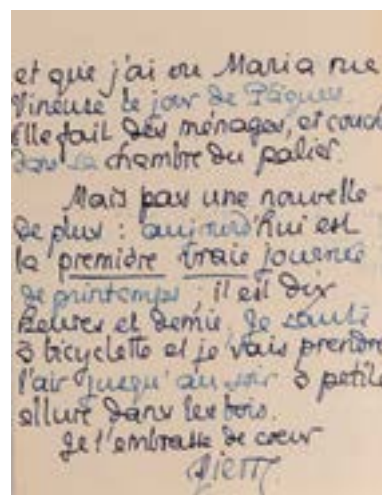 et que j'ai vu Maria rue
Vineuse le jour de Pâques.
Elle fait des ménages, et couche
dans sa chambre du palier.
Mais pas une nouvelle
de plus : aujourd'hui est
la première vraie journée
de printemps ; il est dix
heures et demie. Je saute
à bicyclette et je vais prendre
l'air jusqu'au soir à petite
allure dans les bois.
Je t'embrasse de coeur